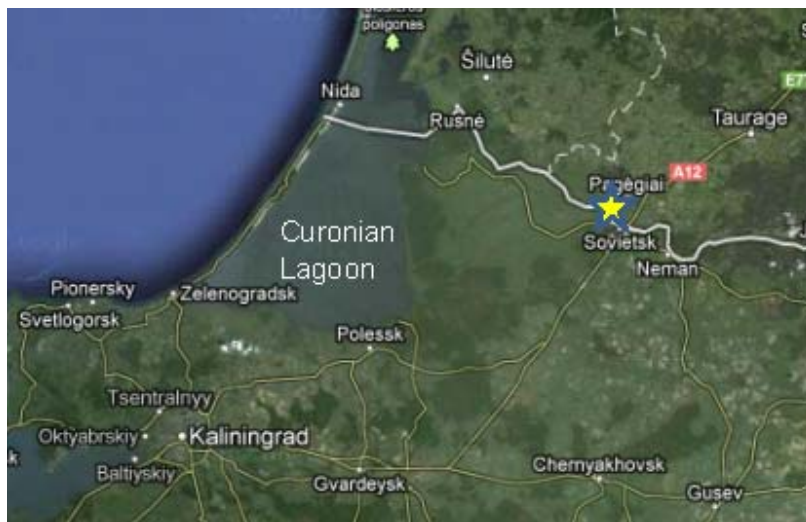 poligonas
Šilutė
E77
Nida
Rusnė
Taurage
A12
Pagėgiai
Curonian
Lagoon
Sovietsk
Neman
Pionersky
Zelenogradsk
Svetlogorsk
Polessk
Tsentralnyy
Oktyabrskiy
Kaliningrad
Baltiyskiy
Chernyakhovsk
Gvardeysk
Gusev